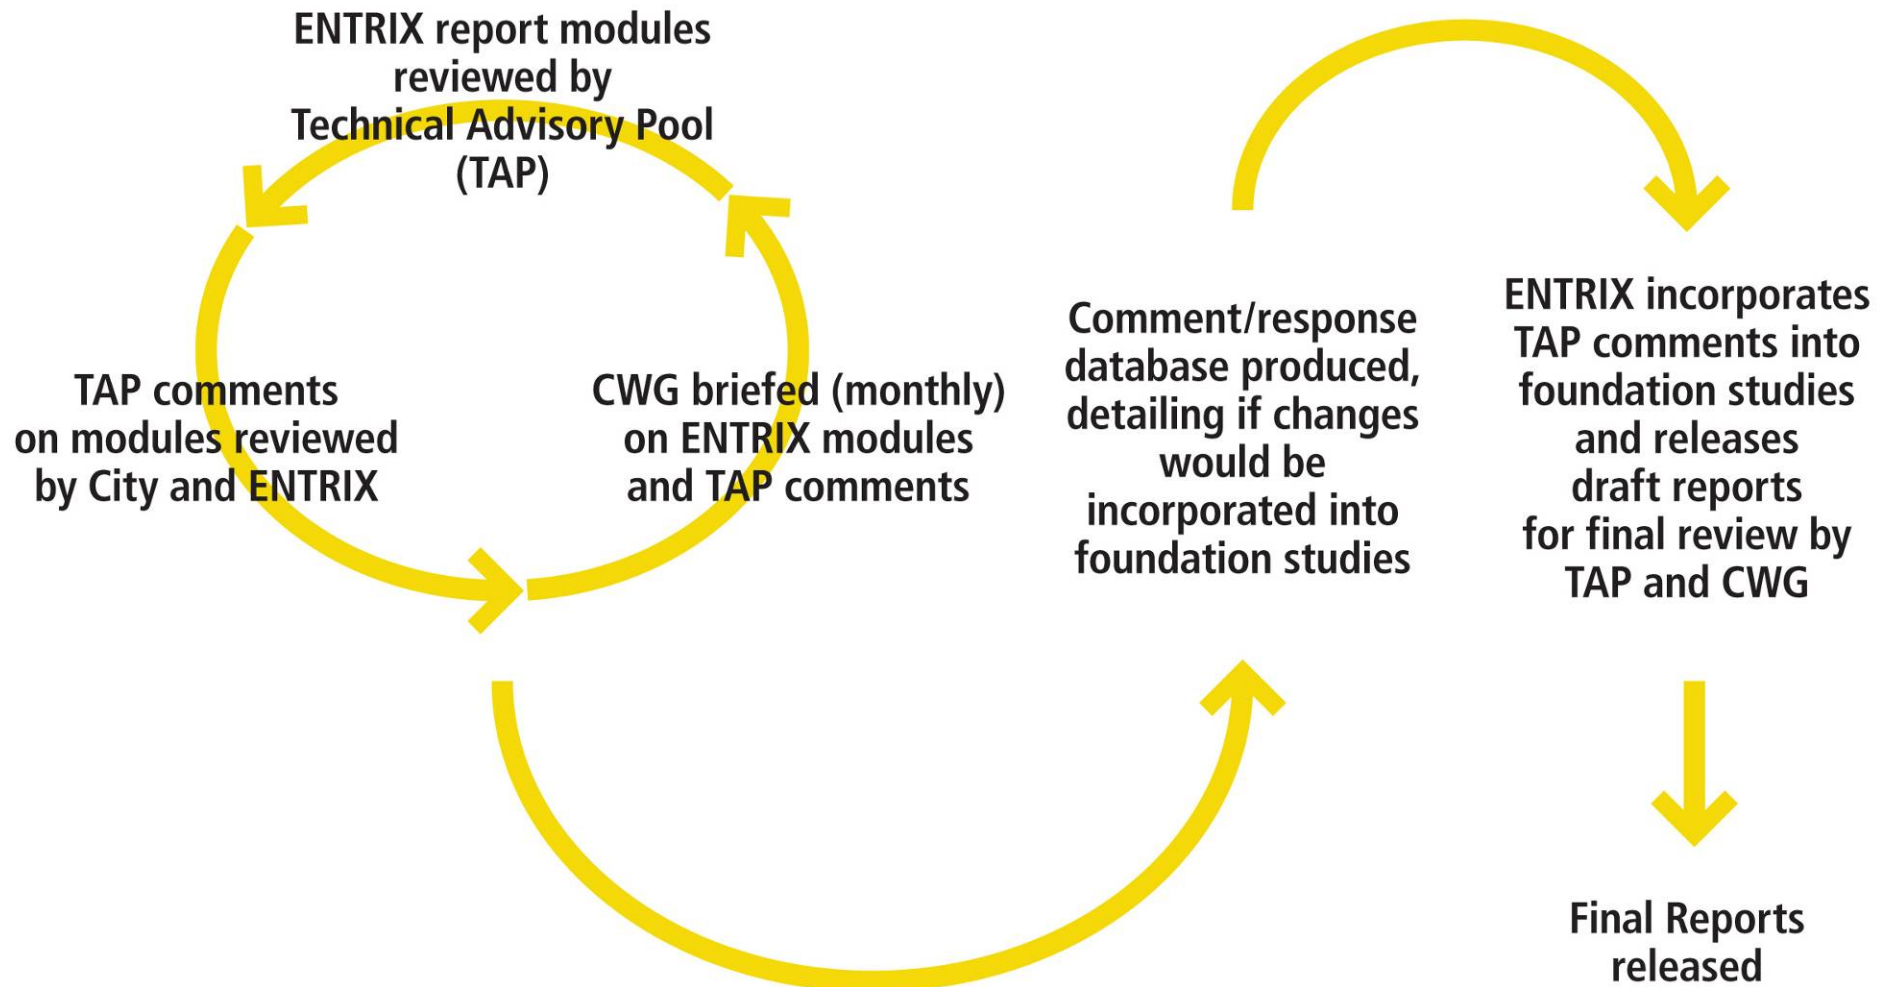 ENTRIX report modules
reviewed by
Technical Advisory Pool
(TAP)
TAP comments
on modules reviewed
by City and ENTRIX
CWG briefed (monthly)
on ENTRIX modules
and TAP comments
Comment/response
database produced,
detailing if changes
would be
incorporated into
foundation studies
ENTRIX incorporates
TAP comments into
foundation studies
and releases
draft reports
for final review by
TAP and CWG
Final Reports
released